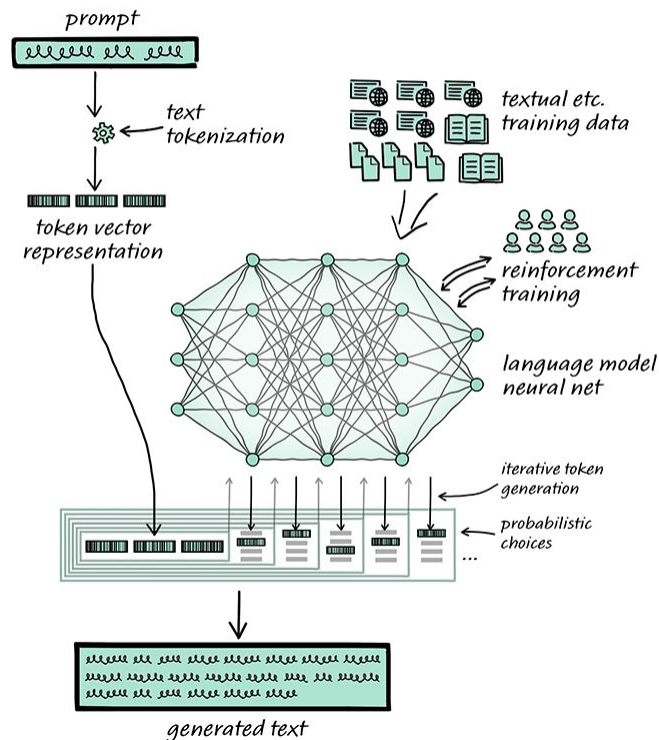 prompt
text
tokenization
token vector
representation
textual etc.
training data
reinforcement
training
language model
neural net
iterative token
generation
probabilistic
choices
...
generated text